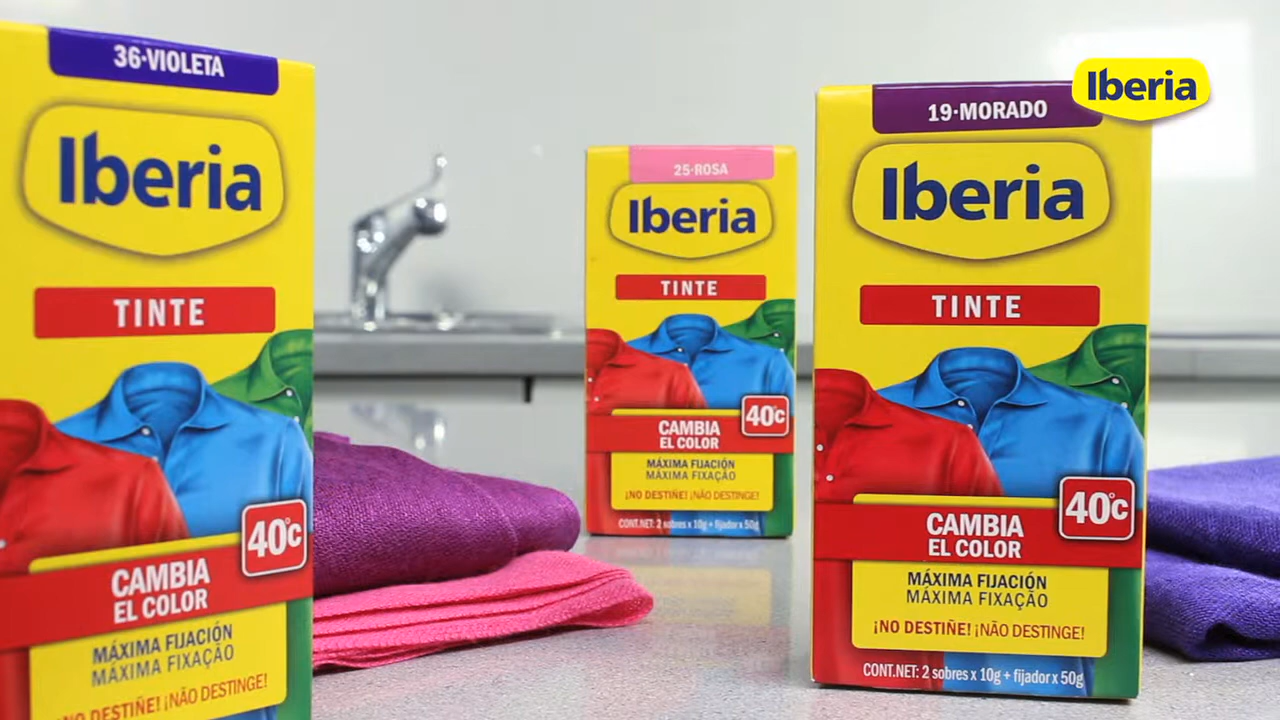 36·VIOLETA
Iberia
TINTE
40°c
CAMBIA
EL COLOR
MÁXIMA FIJACIÓN
MÁXIMA FIXAÇÃO
¡NO DESTIÑE! ¡NÃO DESTINGE!
25·ROSA
Iberia
TINTE
40°c
CAMBIA
EL COLOR
MÁXIMA FIJACIÓN
MÁXIMA FIXAÇÃO
¡NO DESTIÑE! ¡NÃO DESTINGE!
CONT.NET: 2 sobres x 10g + fijador x 50g
19·MORADO
Iberia
TINTE
40°c
CAMBIA
EL COLOR
MÁXIMA FIJACIÓN
MÁXIMA FIXAÇÃO
¡NO DESTIÑE! ¡NÃO DESTINGE!
CONT.NET: 2 sobres x 10g + fijador x 50g
Iberia